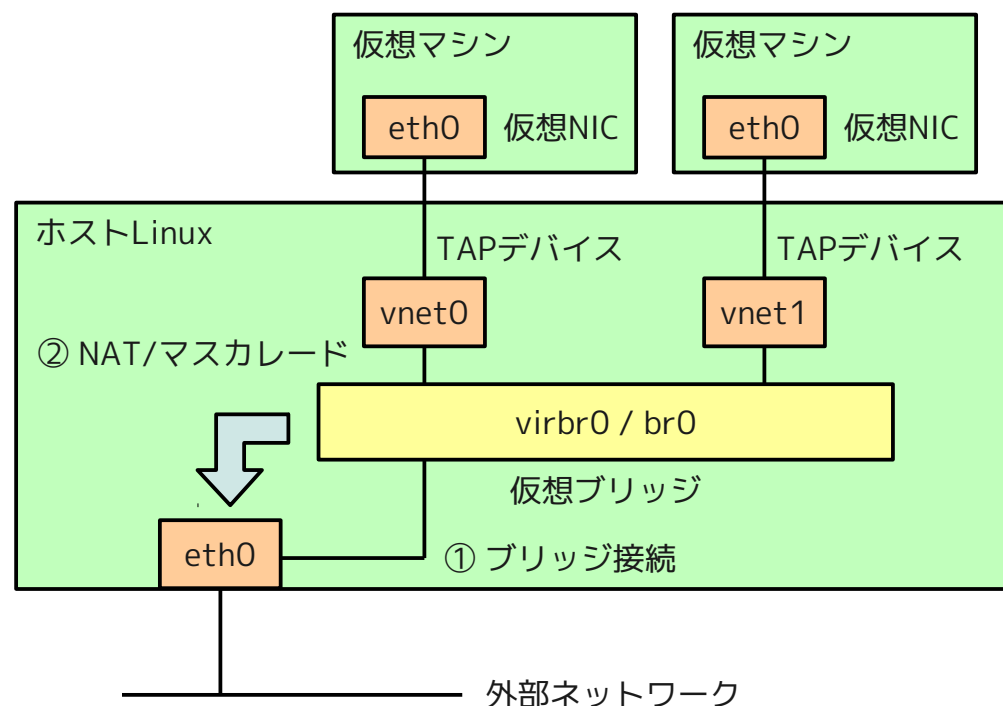 仮想マシン
eth0
仮想NIC
仮想マシン
eth0
仮想NIC
ホストLinux
TAPデバイス
TAPデバイス
vnet0
vnet1
② NAT/マスカレード
virbr0 / br0
仮想ブリッジ
eth0
① ブリッジ接続
外部ネットワーク